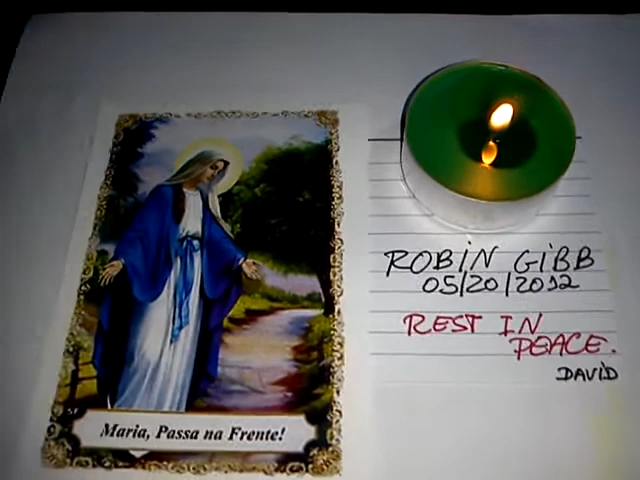 Maria, Passa na Frente!
ROBIN GIBB
05/20/2012
REST IN
PEACE.
DAVID